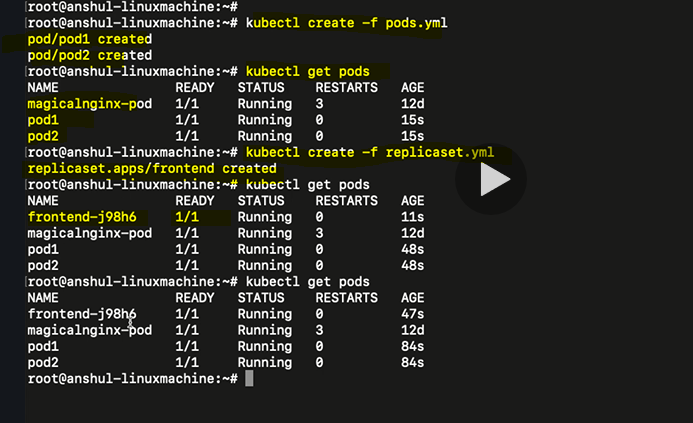 [root@anshul-linuxmachine:~#
[root@anshul-linuxmachine:~# kubectl create -f pods.yml
pod/pod1 created
pod/pod2 created
[root@anshul-linuxmachine:~# kubectl get pods
NAME READY STATUS RESTARTS AGE
magicalnginx-pod 1/1 Running 3 12d
pod1 1/1 Running 0 15s
pod2 1/1 Running 0 15s
[root@anshul-linuxmachine:~# kubectl create -f replicaset.yml
replicaset.apps/frontend created
[root@anshul-linuxmachine:~# kubectl get pods
NAME READY STATUS RESTARTS AGE
frontend-j98h6 1/1 Running 0 11s
magicalnginx-pod 1/1 Running 3 12d
pod1 1/1 Running 0 48s
pod2 1/1 Running 0 48s
[root@anshul-linuxmachine:~# kubectl get pods
NAME READY STATUS RESTARTS AGE
frontend-j98h6 1/1 Running 0 47s
magicalnginx-pod 1/1 Running 3 12d
pod1 1/1 Running 0 84s
pod2 1/1 Running 0 84s
root@anshul-linuxmachine:~#